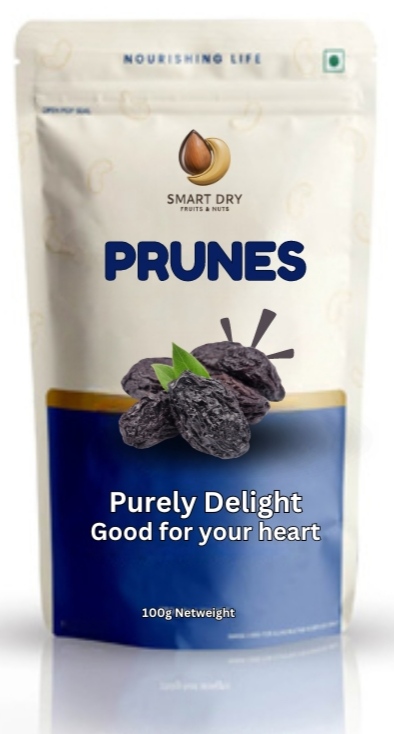 NOURISHING LIFE
SMART DRY
FRUITS & NUTS
PRUNES
Purely Delight
Good for your heart
100g Netweight